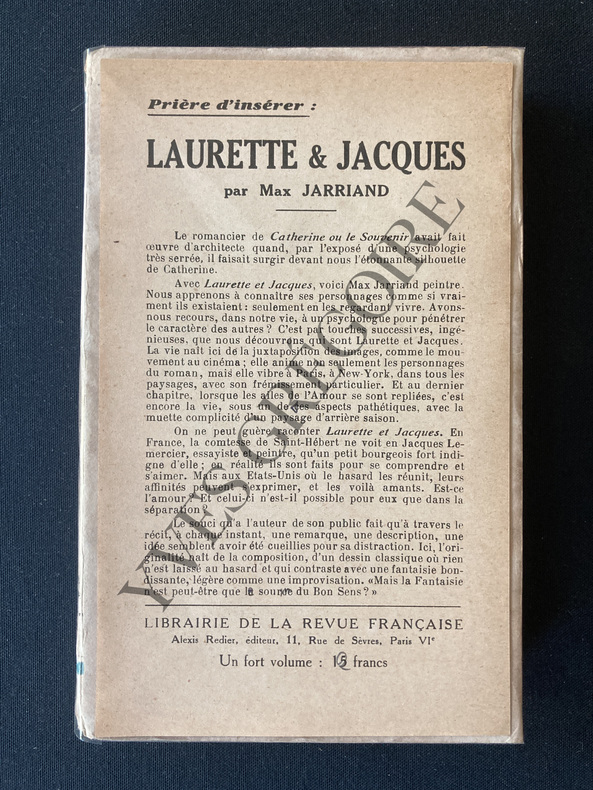 Prière d'insérer :
LAURETTE & JACQUES
par Max JARRIAND
Le romancier de Catherine ou le Souvenir avait fait
œuvre d'architecte quand, par l'exposé d'une psychologie
très serrée, il faisait surgir devant nous l'étonnante silhouette
de Catherine.
Avec Laurette et Jacques, voici Max Jarriand peintre.
Nous apprenons à connaître ses personnages comme si vrai-
ment ils existaient : seulement en les regardant vivre. Avons-
nous recours, dans notre vie, à un psychologue pour pénétrer
le caractère des autres ? C'est par touches successives, ingé-
nieuses, que nous découvrons qui sont Laurette et Jacques.
La vie naît ici de la juxtaposition des images, comme le mou-
vement au cinéma ; elle anime non seulement les personnages
du roman, mais elle vibre à Paris, à New-York, dans tous les
paysages, avec son frémissement particulier. Et au dernier
chapitre, lorsque les ailes de l'Amour se sont repliées, c'est
encore la vie, sous un de ses aspects pathétiques, avec la
muette complicité d'un paysage d'arrière saison.
On ne peut guère raconter Laurette et Jacques. En
France, la comtesse de Saint-Hébert ne voit en Jacques Le-
mercier, essayiste et peintre, qu'un petit bourgeois fort indi-
gne d'elle ; en réalité ils sont faits pour se comprendre et
s'aimer. Mais aux Etats-Unis où le hasard les réunit, leurs
affinités peuvent s'exprimer, et les voilà amants. Est-ce
l'amour ? Et celui-ci n'est-il possible pour eux que dans la
séparation ?
Le souci qu'a l'auteur de son public fait qu'à travers le
récit, à chaque instant, une remarque, une description, une
idée semblent avoir été cueillies pour sa distraction. Ici, l'ori-
ginalité naît de la composition, d'un dessin classique où rien
n'est laissé au hasard et qui contraste avec une fantaisie bon-
dissante, légère comme une improvisation. «Mais la Fantaisie
n'est peut-être que la sœur du Bon Sens ? »
LIBRAIRIE DE LA REVUE FRANÇAISE
Alexis Redier, éditeur, 11, Rue de Sèvres, Paris VIe
Un fort volume : 15 francs
YVES GRÉGOIRE